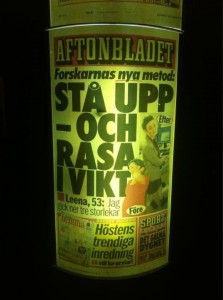 AFTONBLADET
Forskarnas nya metod:
STÅ UPP
– OCH
RASA
I VIKT
Efter
Leena, 53: Jag
gick ner tre storlekar
Före
Höstens
trendiga
inredning
SPORT